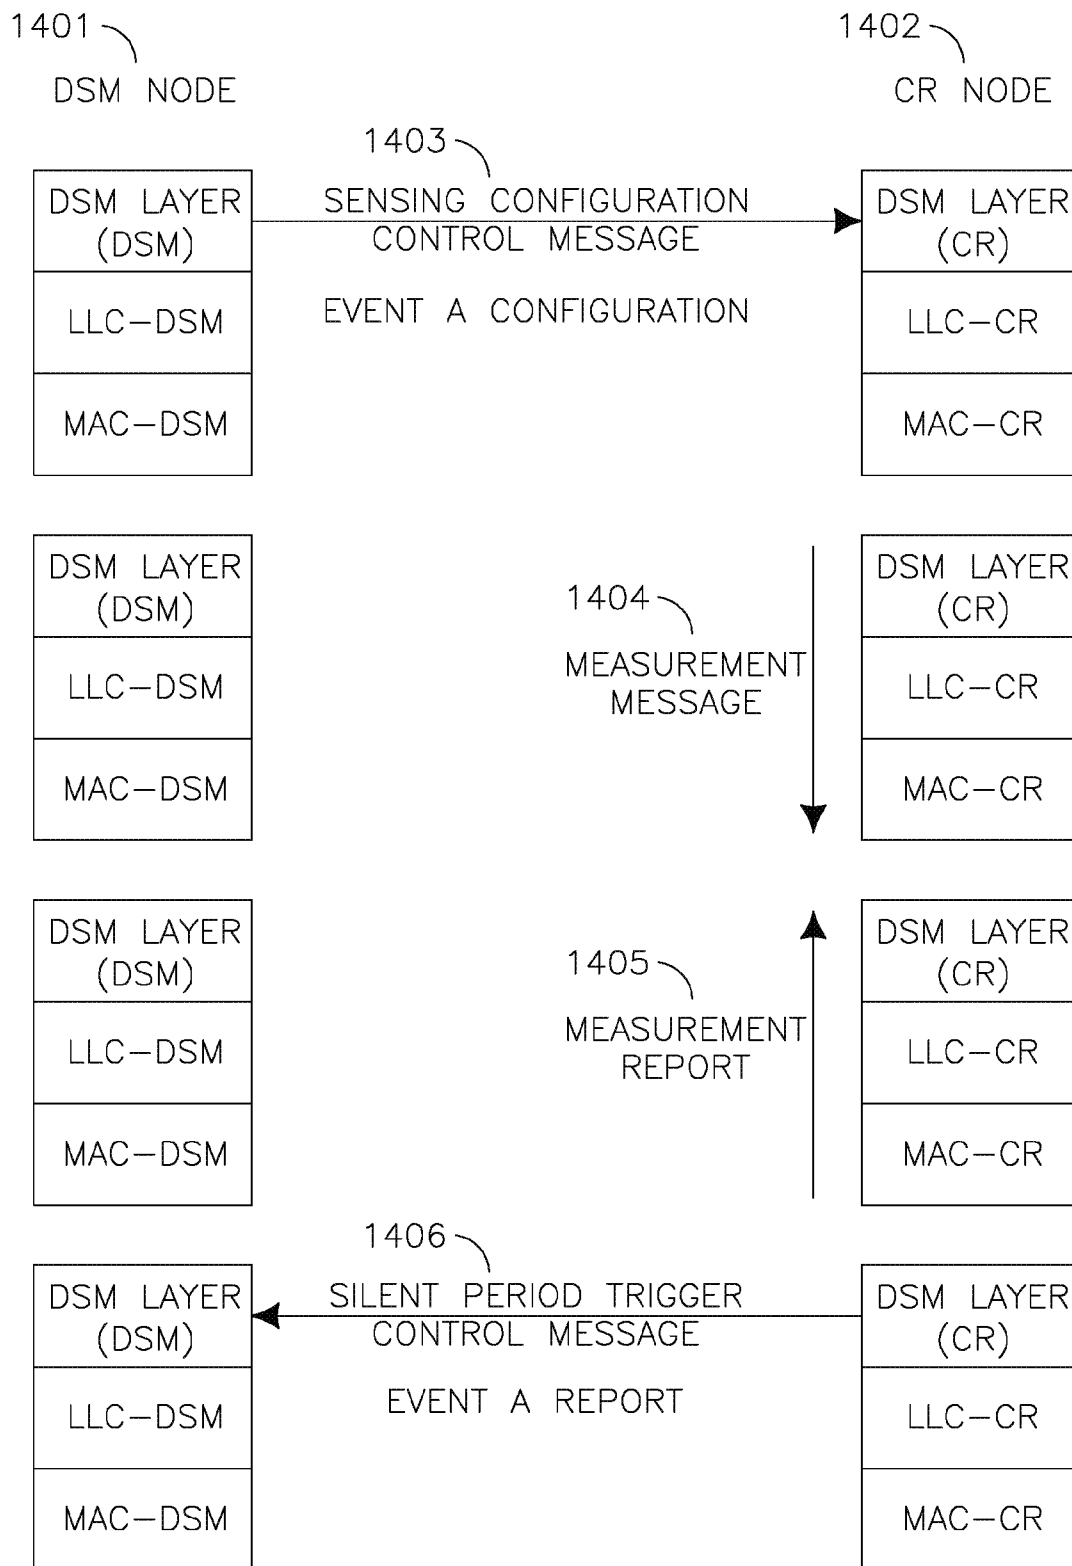 1401
1402
DSM NODE
CR NODE
1403
DSM LAYER
(DSM)
SENSING CONFIGURATION
CONTROL MESSAGE
DSM LAYER
(CR)
LLC-DSM
EVENT A CONFIGURATION
LLC-CR
MAC-DSM
MAC-CR
DSM LAYER
(DSM)
1404
DSM LAYER
(CR)
LLC-DSM
MEASUREMENT
MESSAGE
LLC-CR
MAC-DSM
MAC-CR
DSM LAYER
(DSM)
1405
DSM LAYER
(CR)
LLC-DSM
MEASUREMENT
REPORT
LLC-CR
MAC-DSM
MAC-CR
1406
DSM LAYER
(DSM)
SILENT PERIOD TRIGGER
CONTROL MESSAGE
DSM LAYER
(CR)
LLC-DSM
EVENT A REPORT
LLC-CR
MAC-DSM
MAC-CR